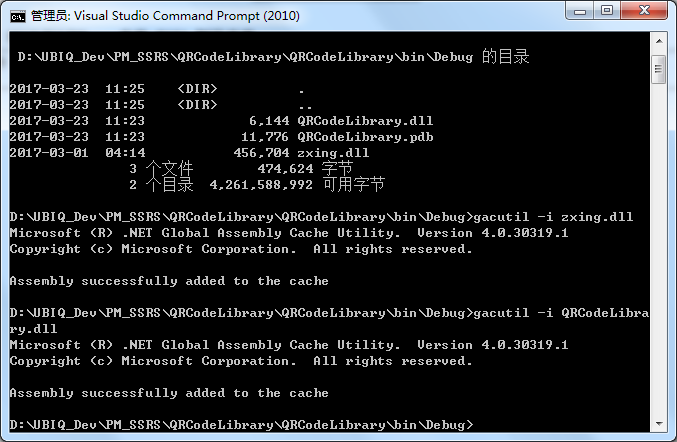 管理员: Visual Studio Command Prompt (2010)
D:\UBIQ_Dev\PM_SSRS\QRCodeLibrary\QRCodeLibrary\bin\Debug 的目录
2017-03-23  11:25    <DIR>          .
2017-03-23  11:25    <DIR>          ..
2017-03-23  11:23             6,144 QRCodeLibrary.dll
2017-03-23  11:23            11,776 QRCodeLibrary.pdb
2017-03-01  04:14           456,704 zxing.dll
3 个文件        474,624 字节
2 个目录  4,261,588,992 可用字节
D:\UBIQ_Dev\PM_SSRS\QRCodeLibrary\QRCodeLibrary\bin\Debug>gacutil -i zxing.dll
Microsoft (R) .NET Global Assembly Cache Utility.  Version 4.0.30319.1
Copyright (c) Microsoft Corporation.  All rights reserved.
Assembly successfully added to the cache
D:\UBIQ_Dev\PM_SSRS\QRCodeLibrary\QRCodeLibrary\bin\Debug>gacutil -i QRCodeLibra
ry.dll
Microsoft (R) .NET Global Assembly Cache Utility.  Version 4.0.30319.1
Copyright (c) Microsoft Corporation.  All rights reserved.
Assembly successfully added to the cache
D:\UBIQ_Dev\PM_SSRS\QRCodeLibrary\QRCodeLibrary\bin\Debug>